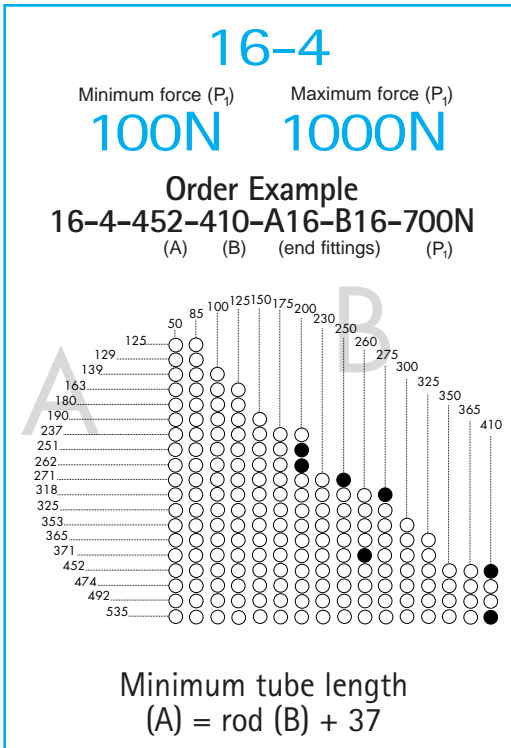 16-4
Minimum force (P1) Maximum force (P1)
100N 1000N
Order Example
16-4-452-410-A16-B16-700N
(A) (B) (end fittings) (P1)
A
B
50 85 100 125 150 175 200 230 250 260 275 300 325 350 365 410
125
129
139
163
180
190
237
251
262
271
318
325
353
365
371
452
474
492
535
Minimum tube length
(A) = rod (B) + 37